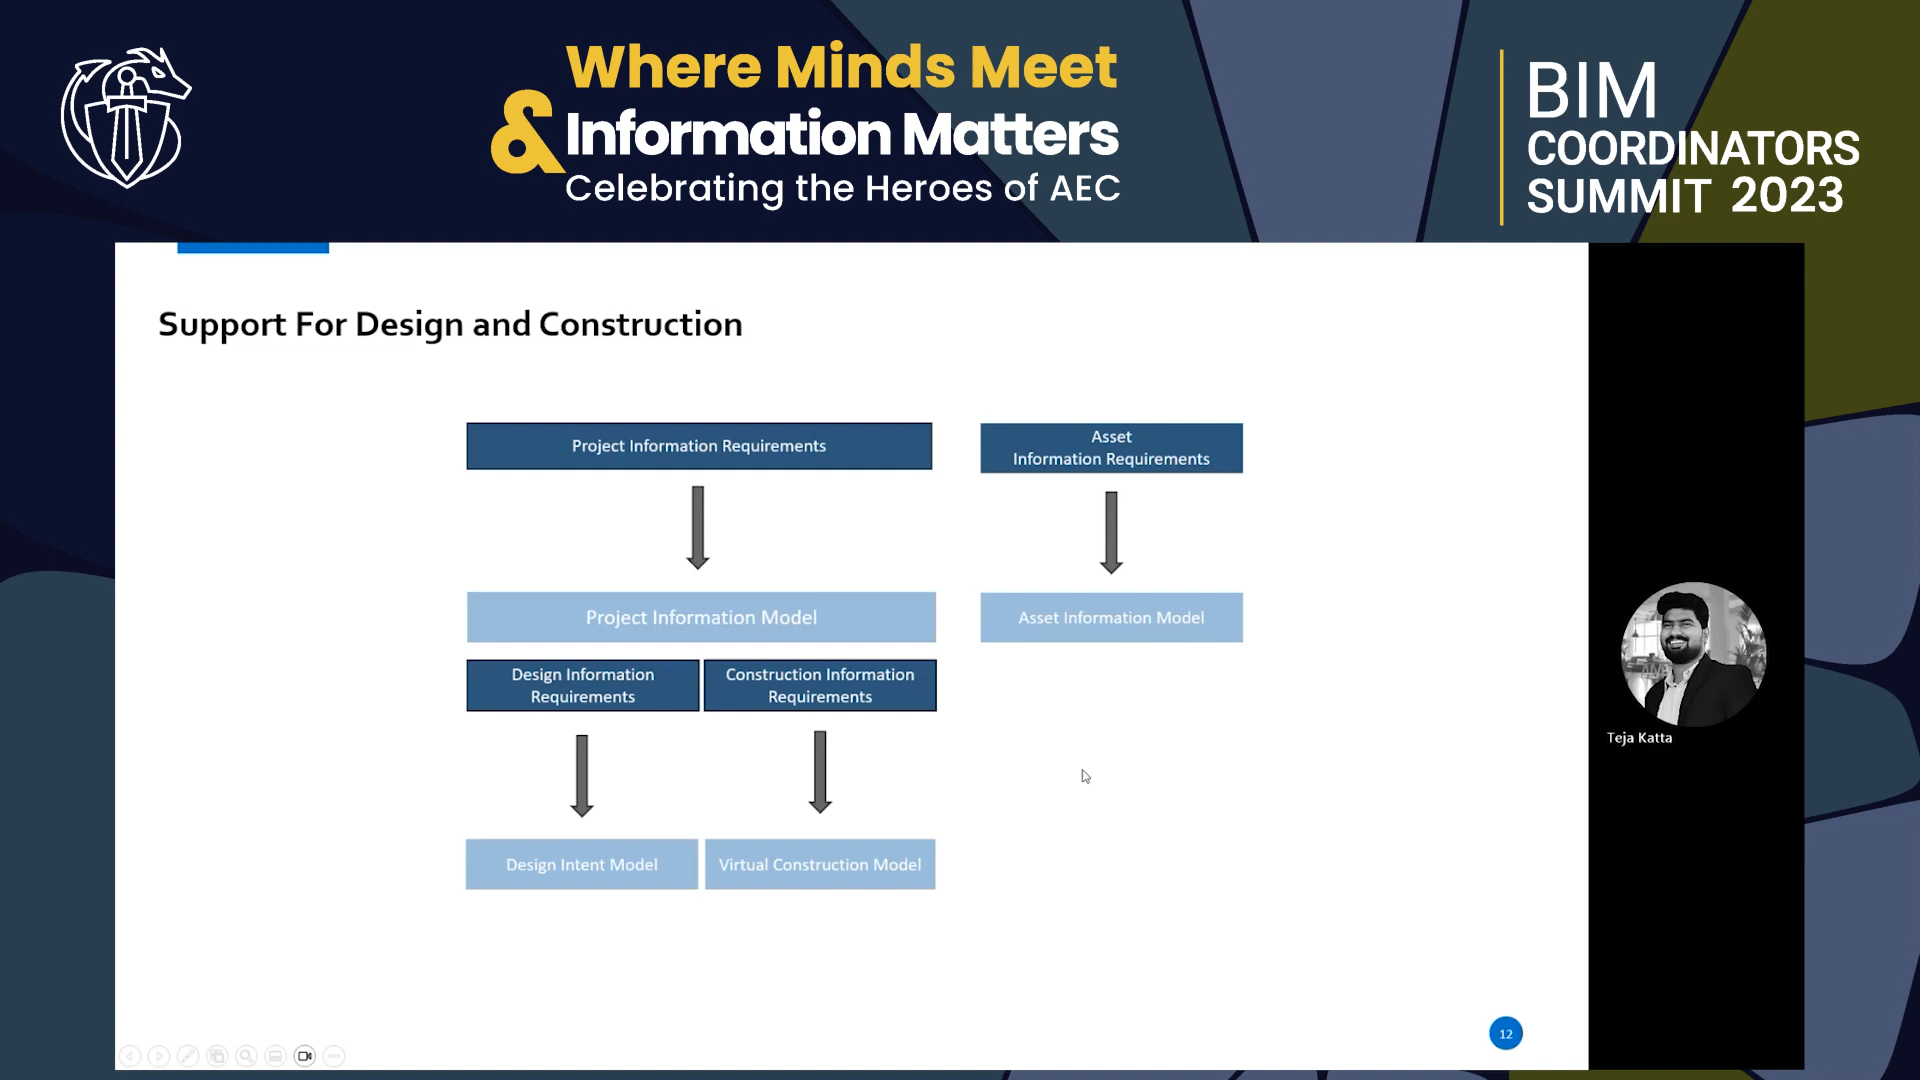 Where Minds Meet
& Information Matters
Celebrating the Heroes of AEC
BIM
COORDINATORS
SUMMIT 2023
Support For Design and Construction
Project Information Requirements
Asset
Information Requirements
Project Information Model
Asset Information Model
Design Information
Requirements
Construction Information
Requirements
Design Intent Model
Virtual Construction Model
Teja Katta
12